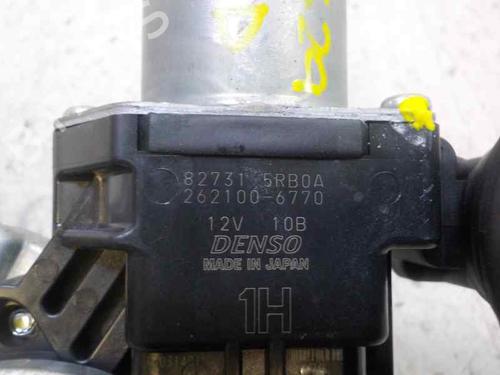 82731 5RB0A
262100-6770
12V 10B
DENSO
MADE IN JAPAN
1H